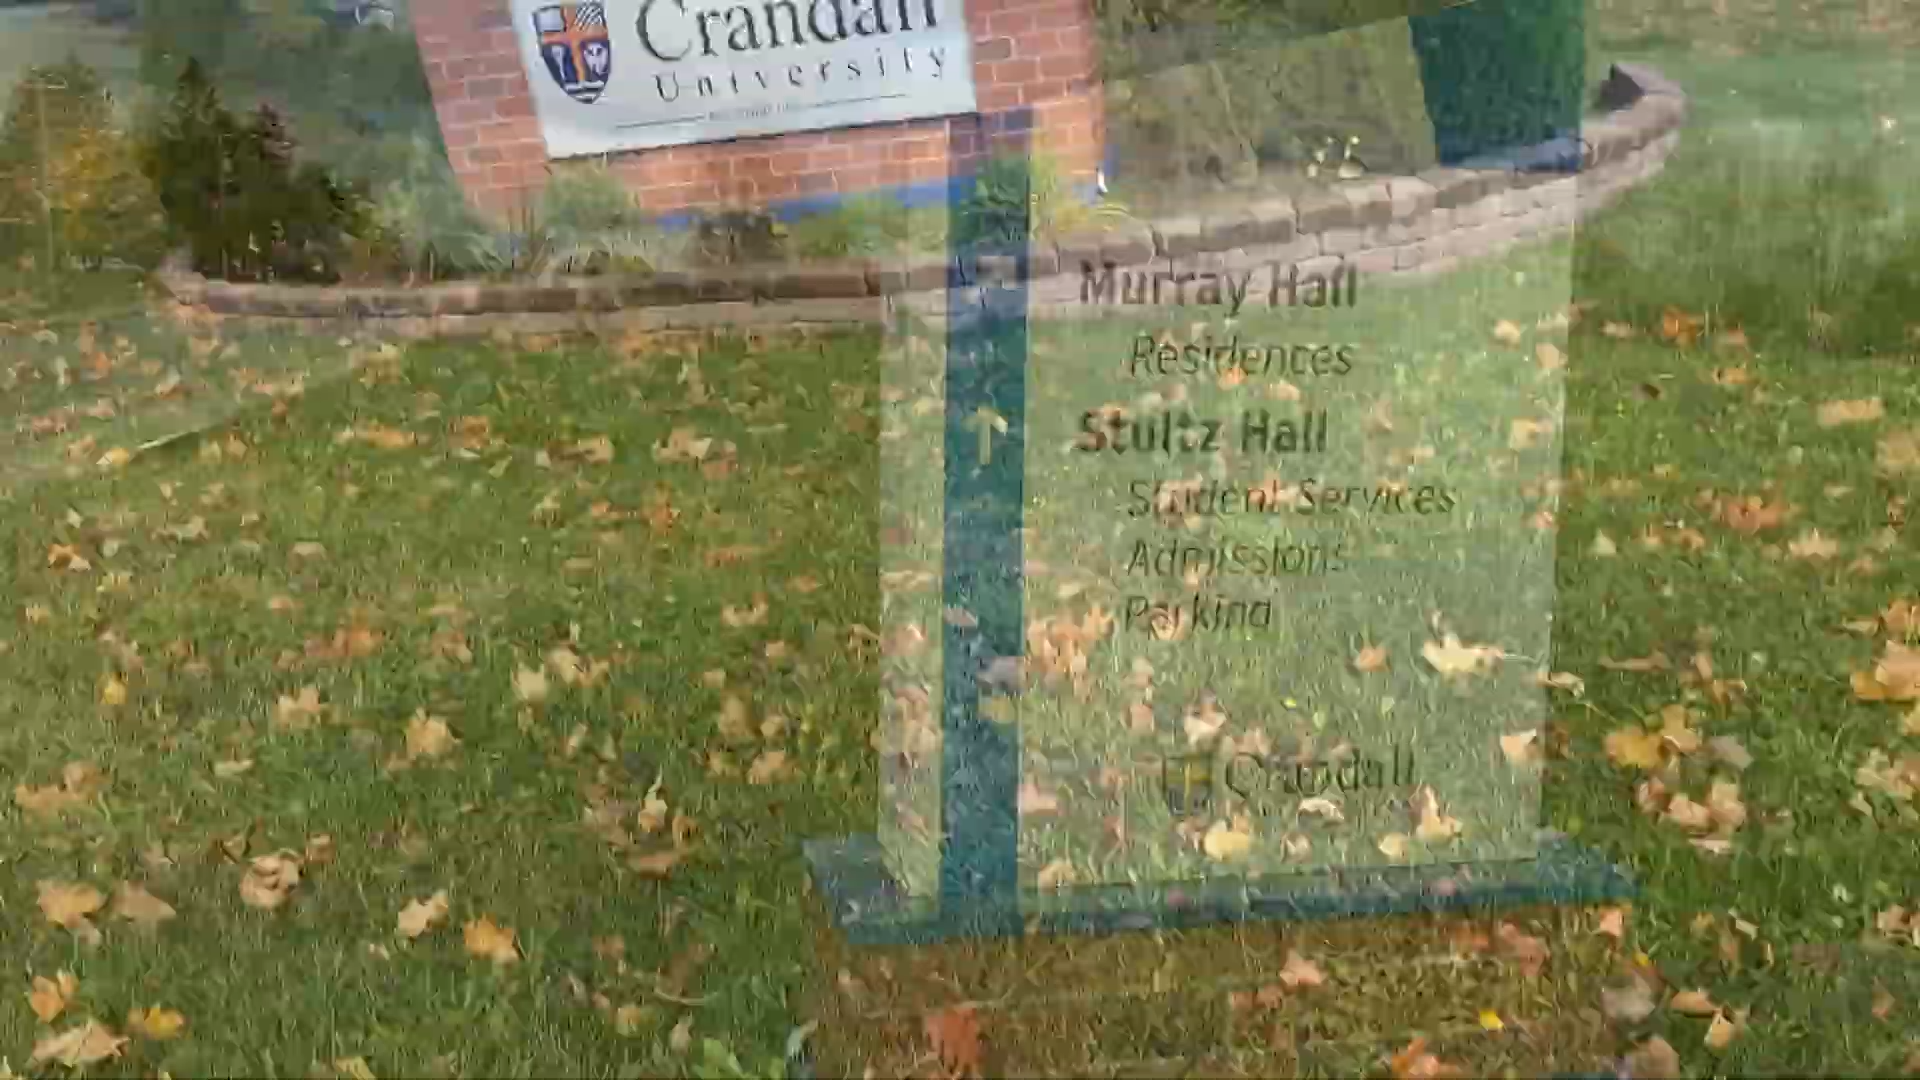 Crandall
University
Murray Hall
Residences
Stultz Hall
Student Services
Admissions
Parking
Crandall